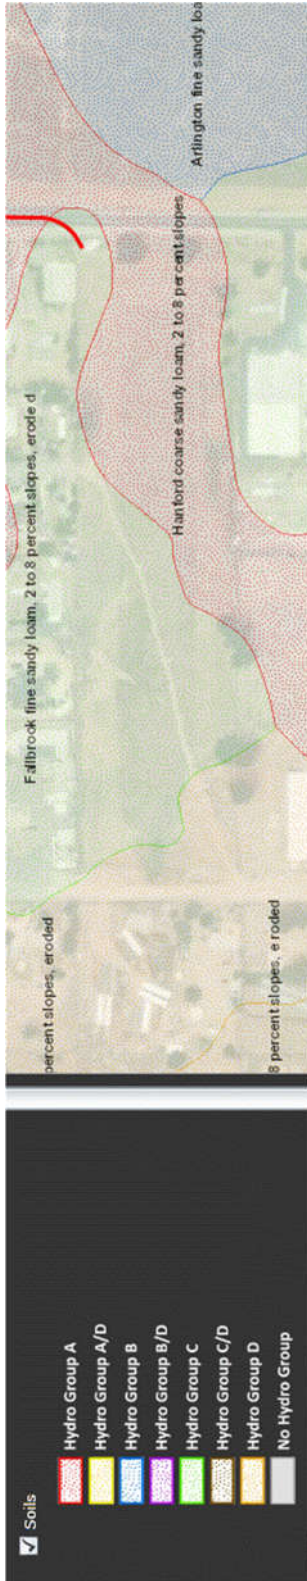 Fallbrook fine sandy loam, 2 to 8 percent slopes, erode d
Arlington fine sandy loa
Hanford coarse sandy loam, 2 to 8 percent slopes
percent slopes, eroded
8 percent slopes, e roded
Soils
Hydro Group A
Hydro Group A/D
Hydro Group B
Hydro Group B/D
Hydro Group C
Hydro Group C/D
Hydro Group D
No Hydro Group